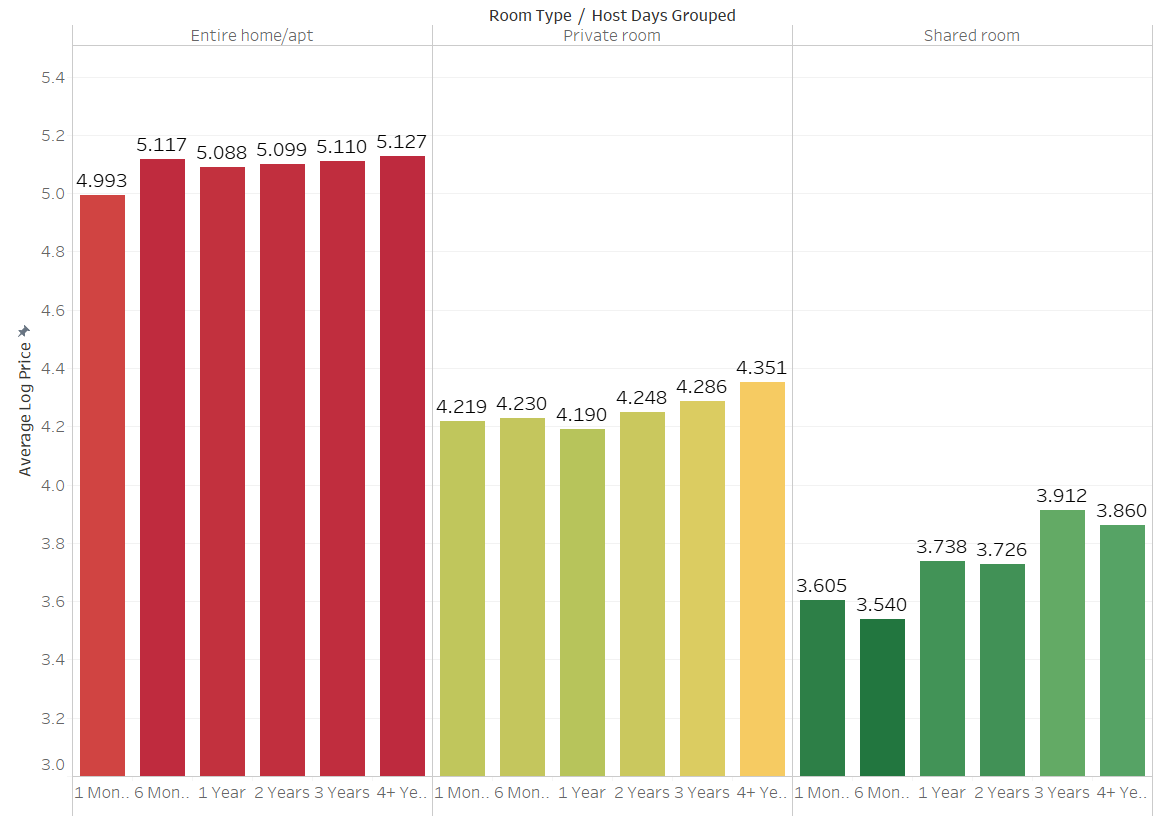 Room Type / Host Days Grouped
Entire home/apt Private room Shared room
5.4
5.2
5.0
4.8
4.6
4.4
4.2
4.0
3.8
3.6
3.4
3.2
3.0
Average Log Price
4.993 5.117 5.088 5.099 5.110 5.127
4.219 4.230 4.190 4.248 4.286 4.351
3.605 3.540 3.738 3.726 3.912 3.860
1 Mon.. 6 Mon.. 1 Year 2 Years 3 Years 4+ Ye.. 1 Mon.. 6 Mon.. 1 Year 2 Years 3 Years 4+ Ye.. 1 Mon.. 6 Mon.. 1 Year 2 Years 3 Years 4+ Ye..